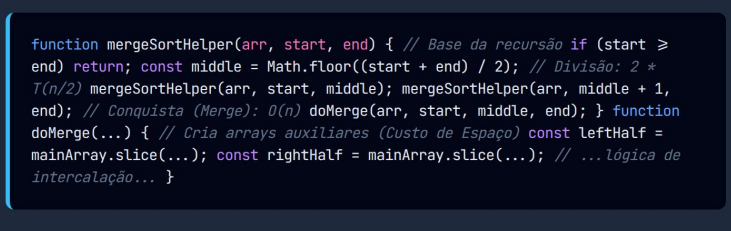 function mergeSortHelper(arr, start, end) { // Base da recursão if (start >=
end) return; const middle = Math.floor((start + end) / 2); // Divisão: 2 *
T(n/2) mergeSortHelper(arr, start, middle); mergeSortHelper(arr, middle + 1,
end); // Conquista (Merge): O(n) doMerge(arr, start, middle, end); } function
doMerge(...) { // Cria arrays auxiliares (Custo de Espaço) const leftHalf =
mainArray.slice(...); const rightHalf = mainArray.slice(...); // ...lógica de
intercalação... }